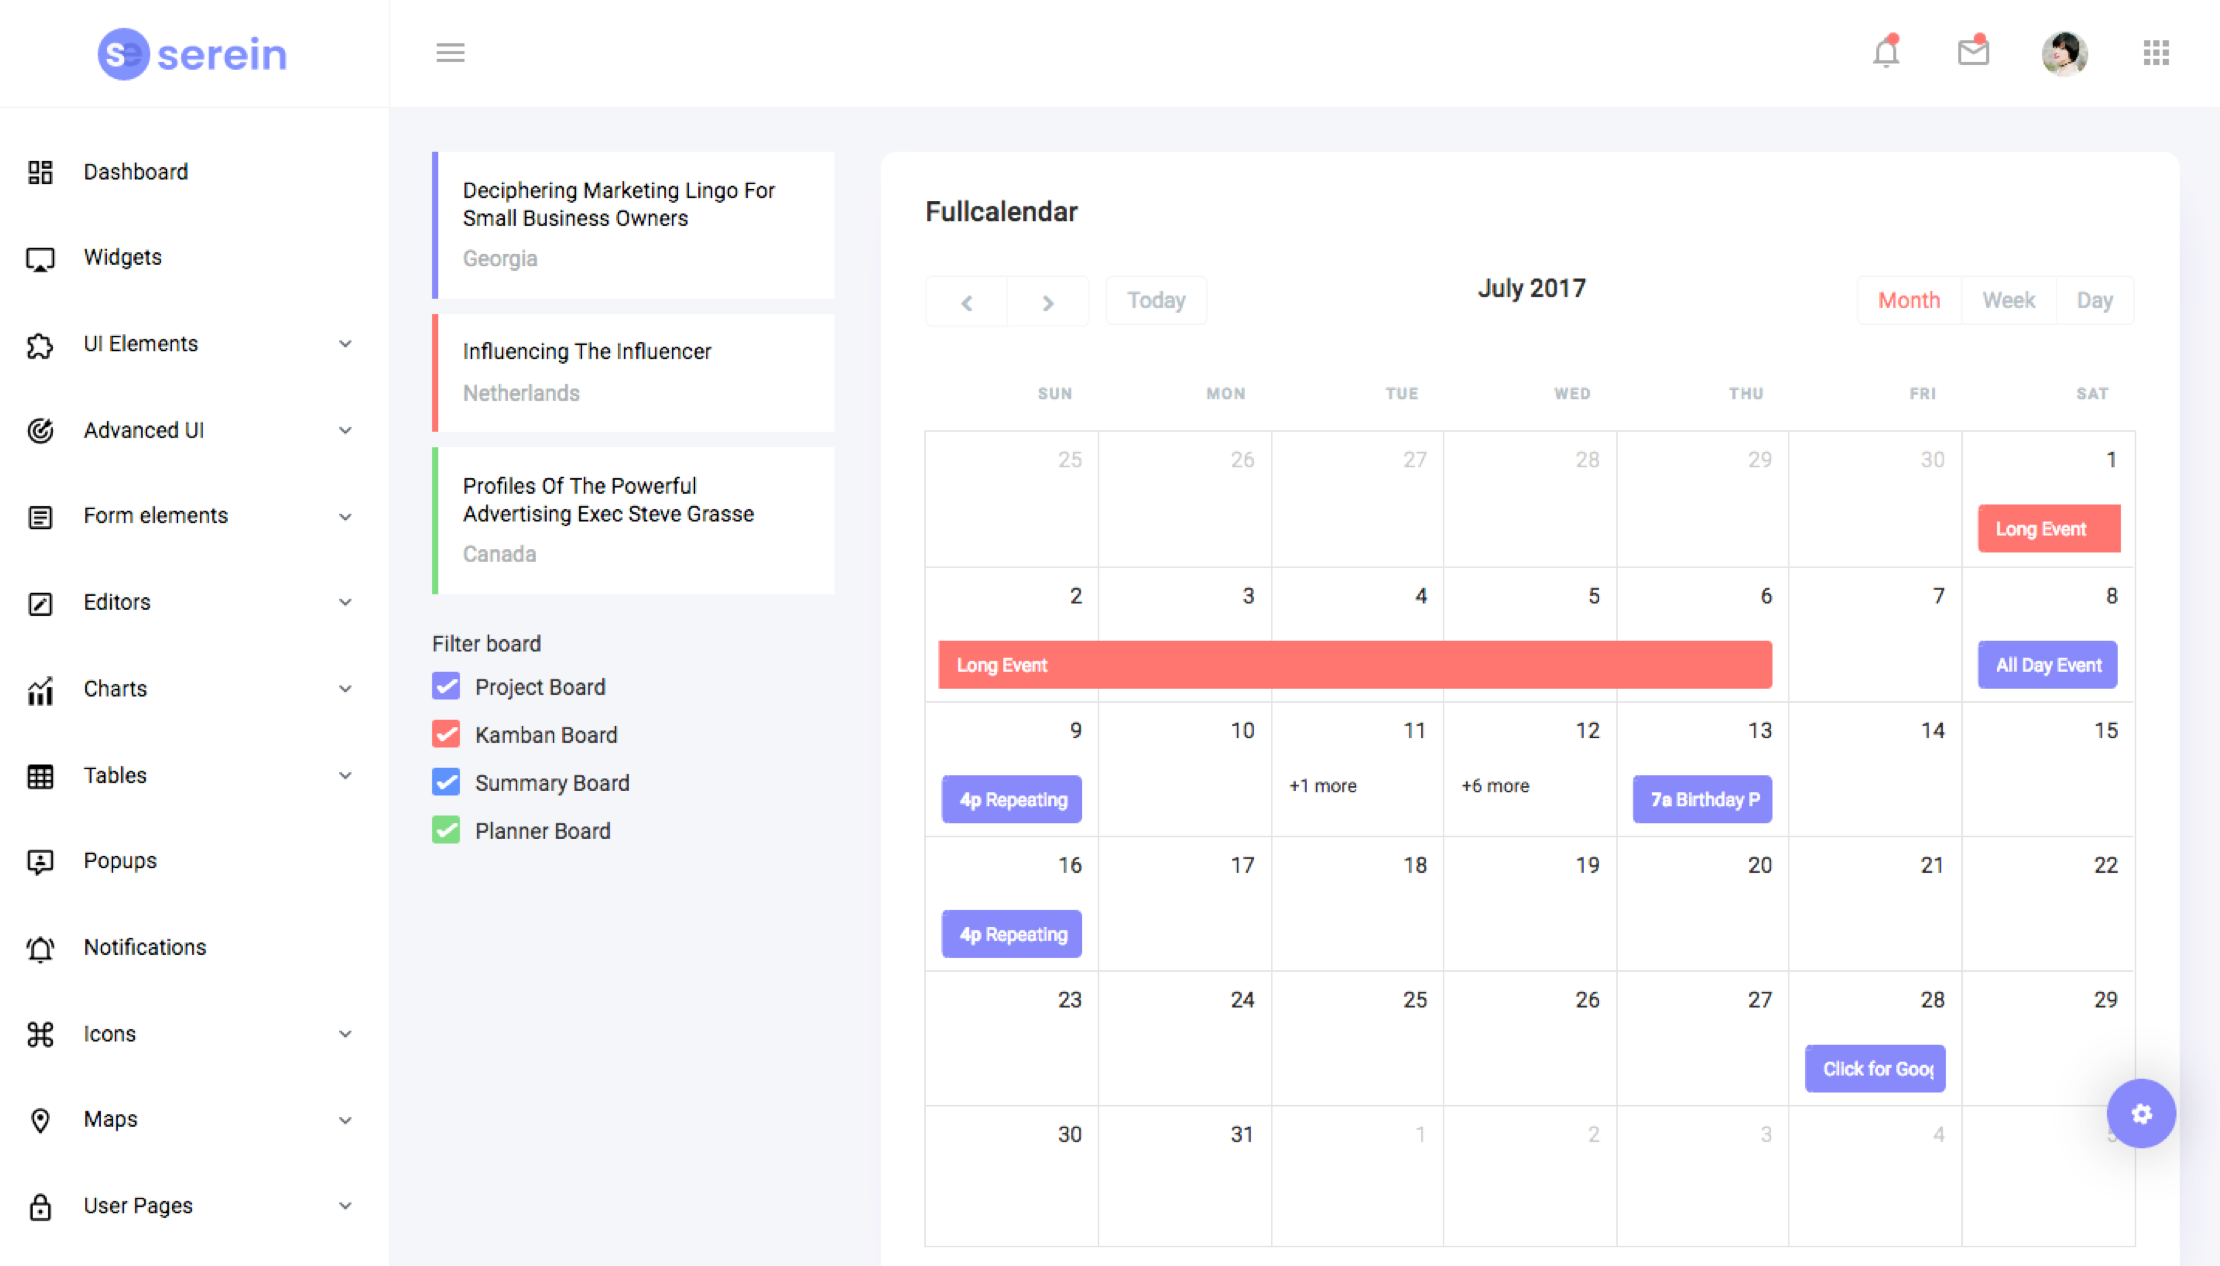 se serein
Dashboard
Widgets
UI Elements
Advanced UI
Form elements
Editors
Charts
Tables
Popups
Notifications
Icons
Maps
User Pages
Deciphering Marketing Lingo For
Small Business Owners
Georgia
Influencing The Influencer
Netherlands
Profiles Of The Powerful
Advertising Exec Steve Grasse
Canada
Filter board
Project Board
Kamban Board
Summary Board
Planner Board
Fullcalendar
Today
July 2017
Month Week Day
SUN MON TUE WED THU FRI SAT
25 26 27 28 29 30 1
Long Event
2 3 4 5 6 7 8
Long Event All Day Event
9 10 11 12 13 14 15
4p Repeating +1 more +6 more 7a Birthday P
16 17 18 19 20 21 22
4p Repeating
23 24 25 26 27 28 29
Click for Goog
30 31 1 2 3 4 5